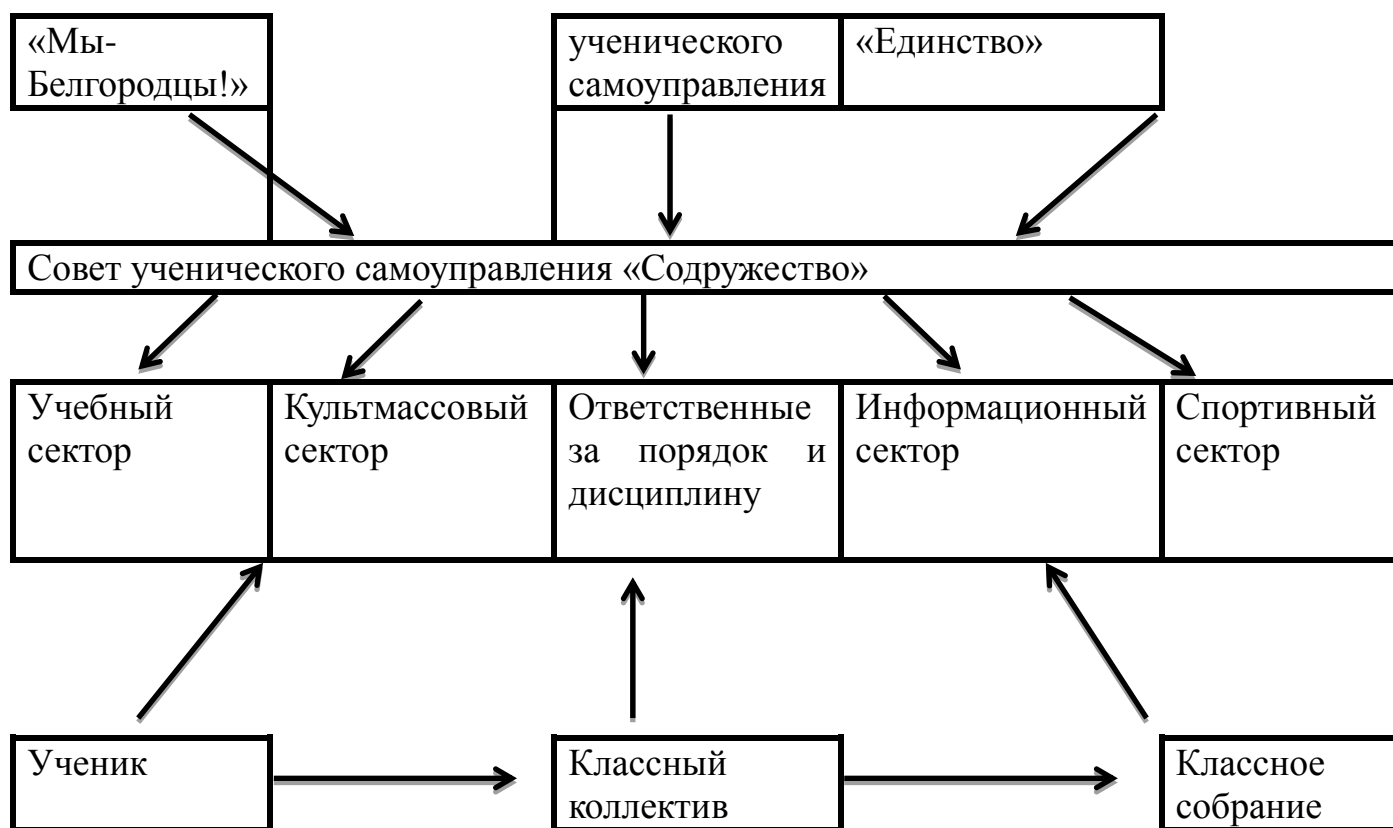 «Мы-
Белгородцы!»
ученического
самоуправления
«Единство»
Совет ученического самоуправления «Содружество»
Учебный
сектор
Культмассовый
сектор
Ответственные
за порядок и
дисциплину
Информационный
сектор
Спортивный
сектор
Ученик
Классный
коллектив
Классное
собрание